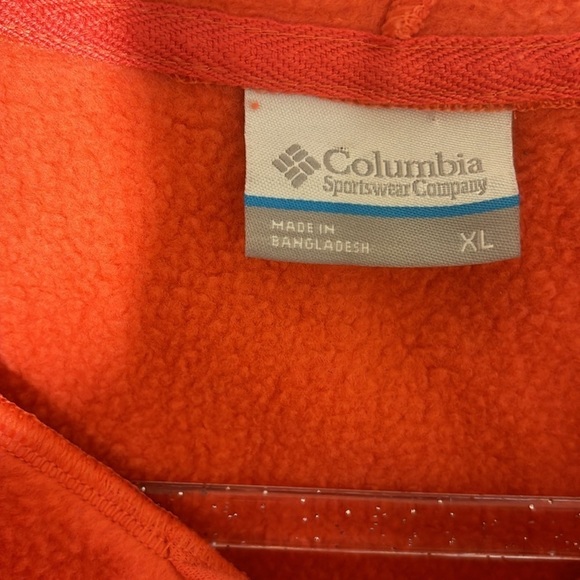 Columbia
Sportswear Company
MADE IN
BANGLADESH
XL